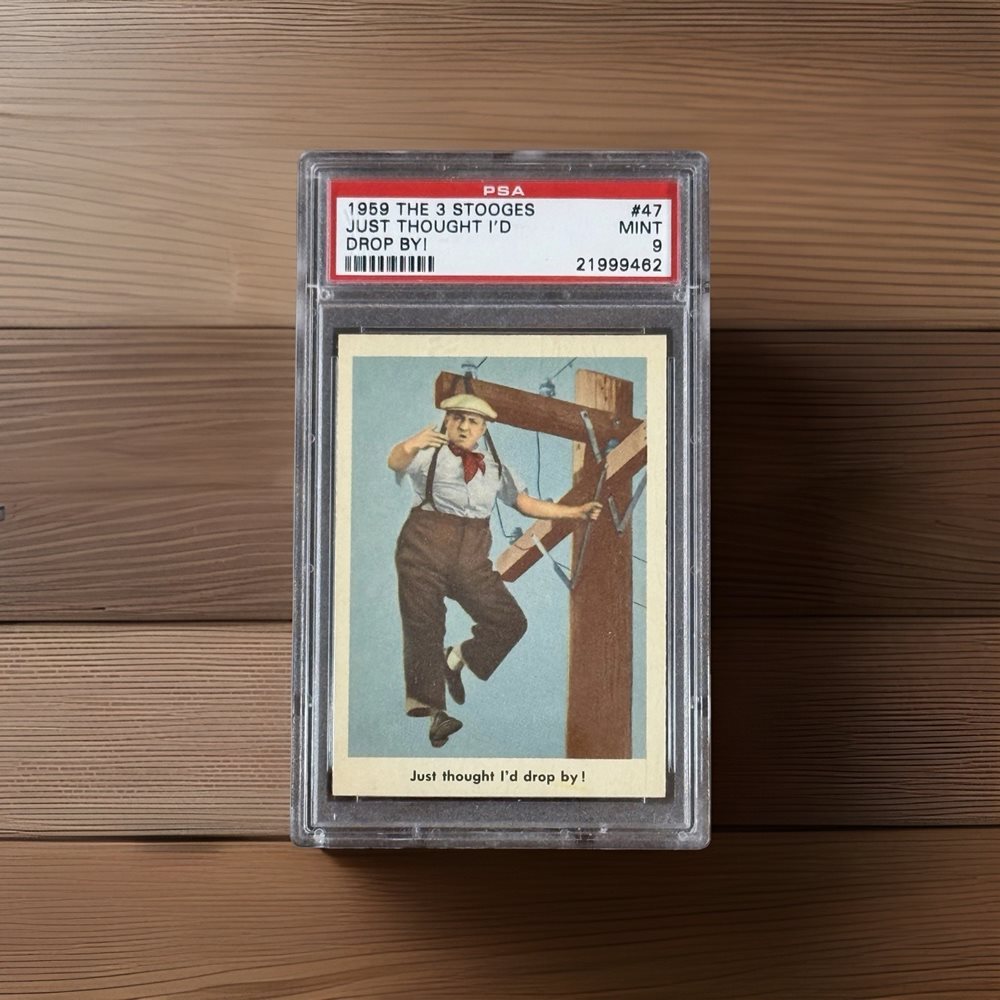 PSA
1959 THE 3 STOOGES #47
JUST THOUGHT I'D MINT
DROP BY! 9
21999462
Just thought I'd drop by!